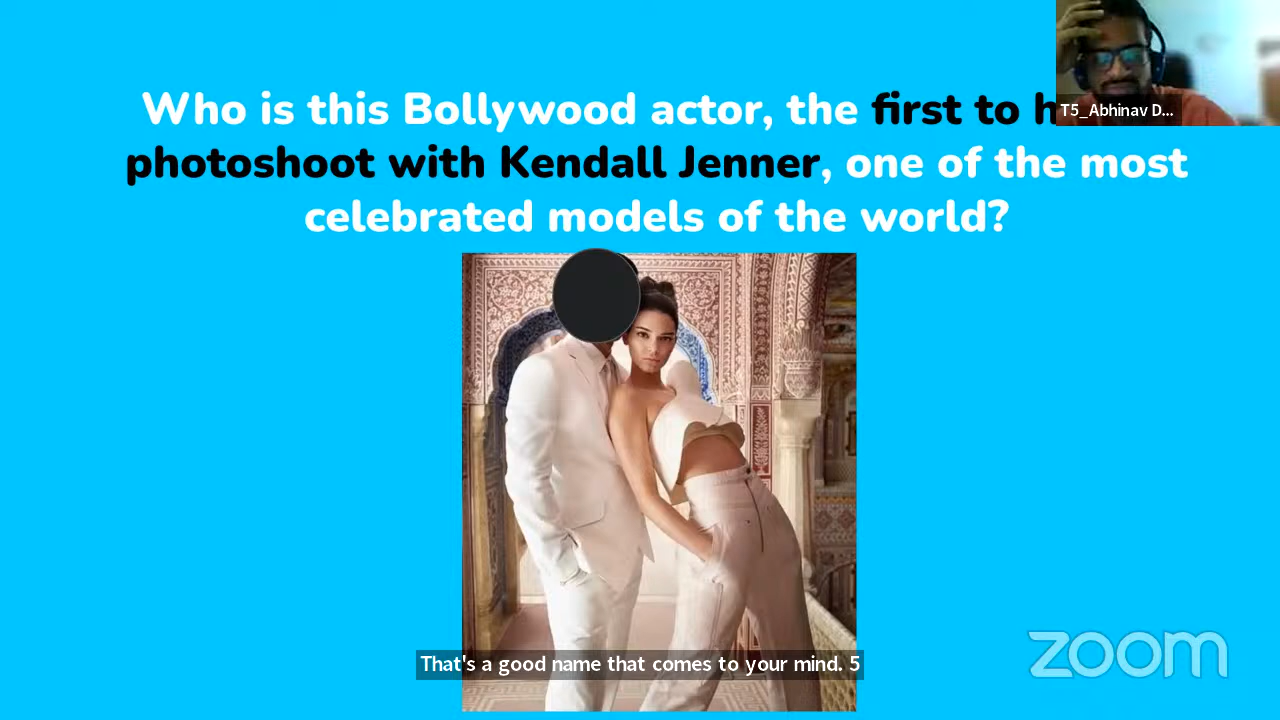 Who is this Bollywood actor, the first to h
T5_Abhinav D...
photoshoot with Kendall Jenner, one of the most
celebrated models of the world?
That's a good name that comes to your mind. 5
zoom